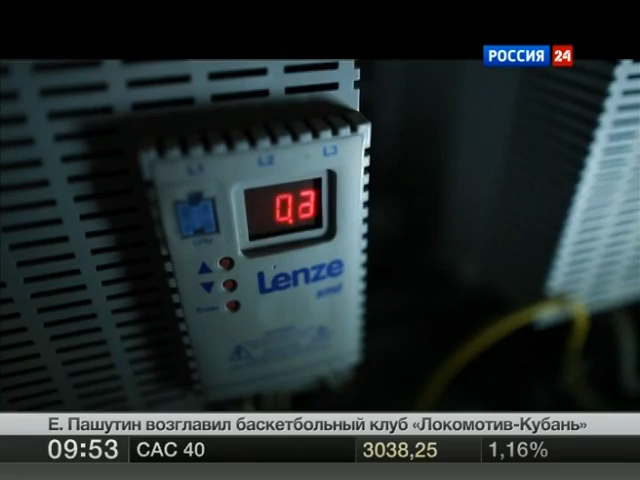 РОССИЯ 24
L1 L2 L3
0.3
Lenze
smd
Е. Пашутин возглавил баскетбольный клуб «Локомотив-Кубань»
09:53 CAC 40 3038,25 1,16%